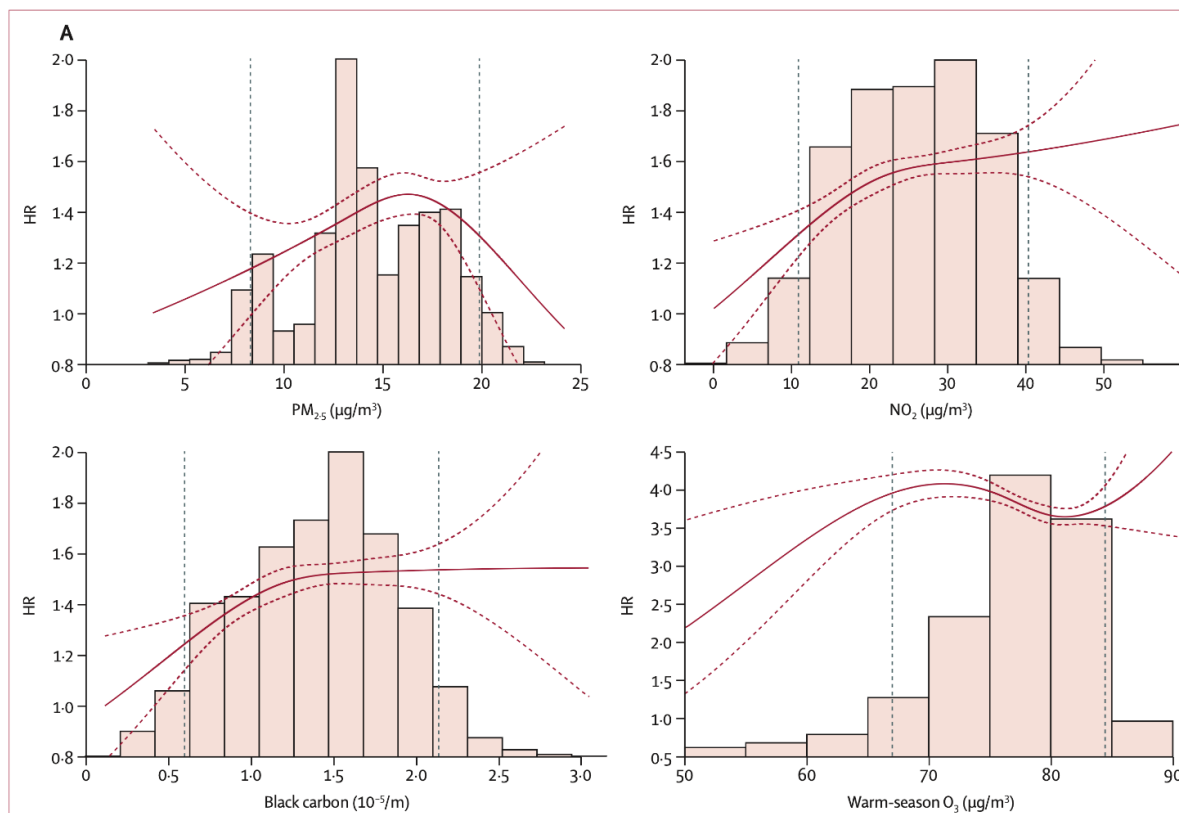 A
2·0
1·8
1·6
1·4
1·2
1·0
0·8
HR
0 5 10 15 20 25
PM2·5 (µg/m³)
2·0
1·8
1·6
1·4
1·2
1·0
0·8
HR
0 10 20 30 40 50
NO₂ (µg/m³)
2·0
1·8
1·6
1·4
1·2
1·0
0·8
HR
0 0·5 1·0 1·5 2·0 2·5 3·0
Black carbon (10⁻⁵/m)
4·5
4·0
3·5
3·0
2·5
2·0
1·5
1·0
0·5
HR
50 60 70 80 90
Warm-season O₃ (µg/m³)